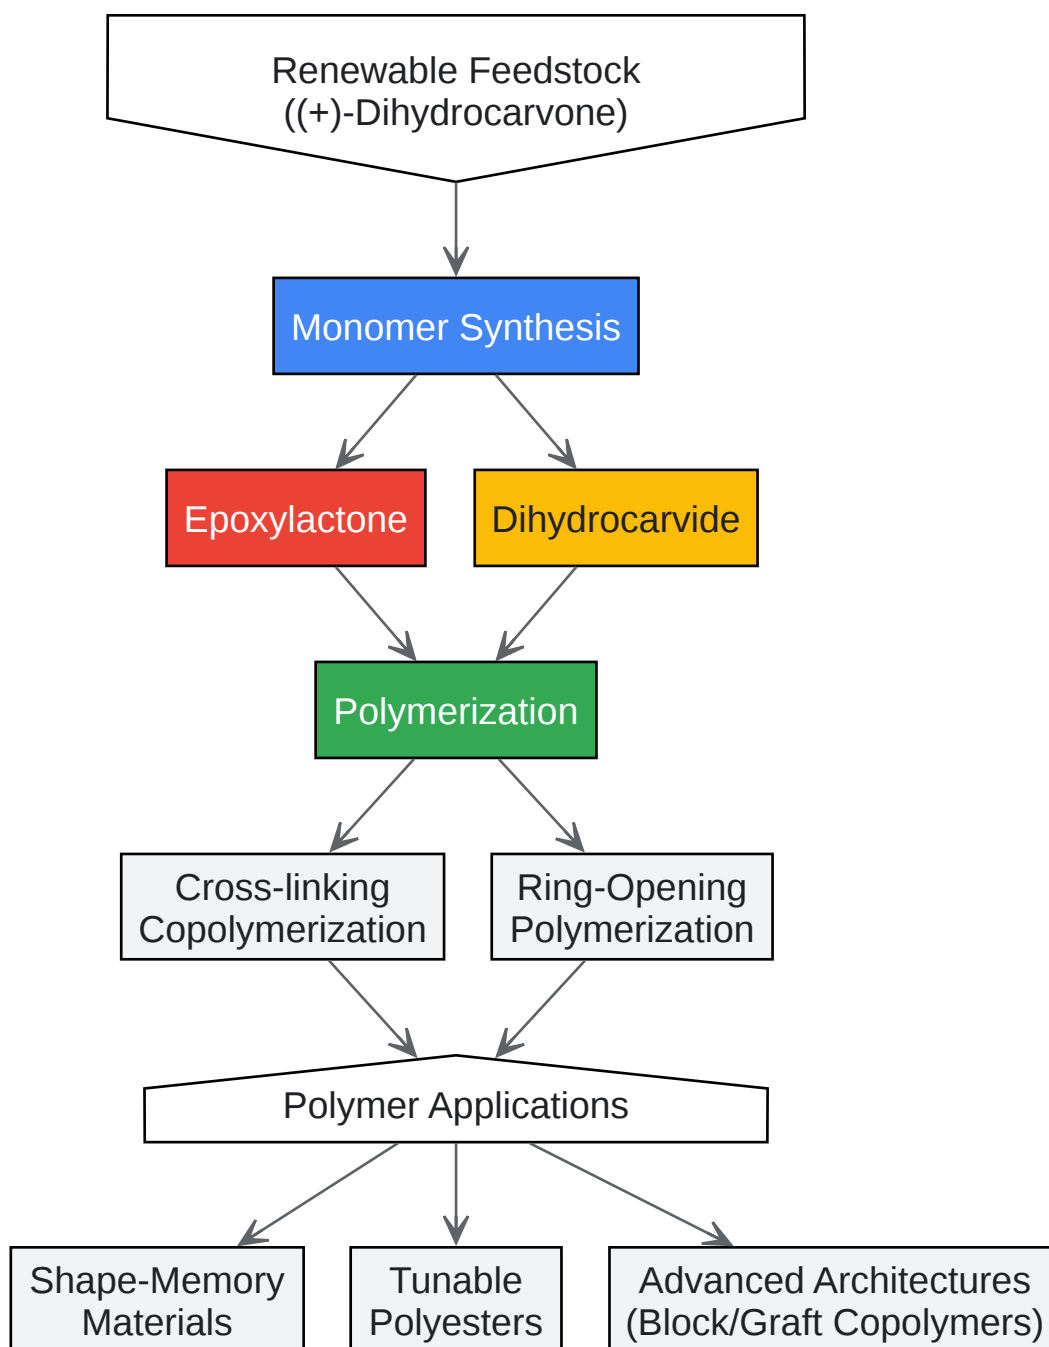 Renewable Feedstock
((+)-Dihydrocarvone)
Monomer Synthesis
Epoxylactone
Dihydrocarvide
Polymerization
Cross-linking
Copolymerization
Ring-Opening
Polymerization
Polymer Applications
Shape-Memory
Materials
Tunable
Polyesters
Advanced Architectures
(Block/Graft Copolymers)